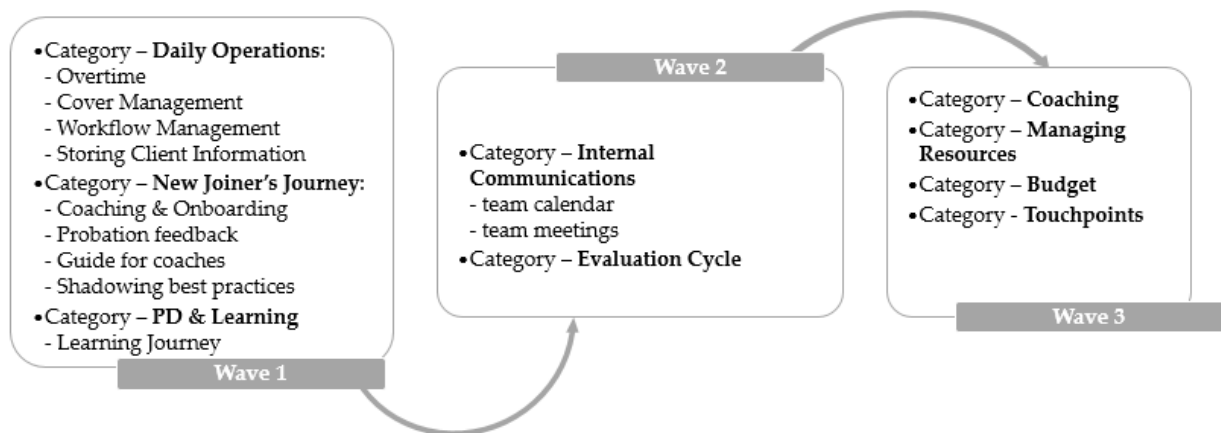 •Category – Daily Operations:
- Overtime
- Cover Management
- Workflow Management
- Storing Client Information
•Category – New Joiner's Journey:
- Coaching & Onboarding
- Probation feedback
- Guide for coaches
- Shadowing best practices
•Category – PD & Learning
- Learning Journey
Wave 1
Wave 2
•Category – Internal
Communications
- team calendar
- team meetings
•Category – Evaluation Cycle
•Category – Coaching
•Category – Managing
Resources
•Category – Budget
•Category - Touchpoints
Wave 3